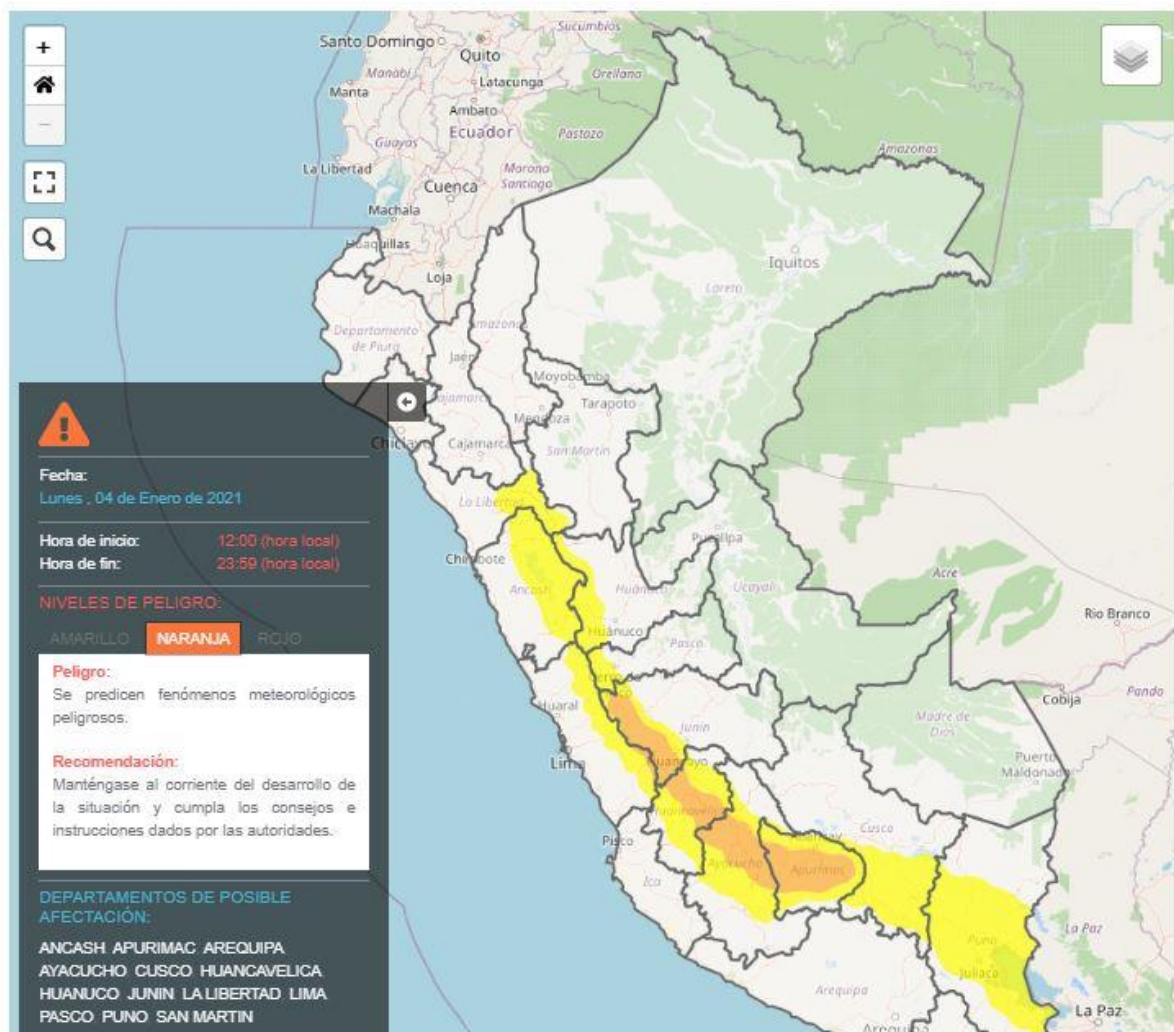 +
−
Fecha:
Lunes , 04 de Enero de 2021
Hora de inicio: 12:00 (hora local)
Hora de fin: 23:59 (hora local)
NIVELES DE PELIGRO:
AMARILLO NARANJA ROJO
Peligro:
Se predicen fenómenos meteorológicos
peligrosos.
Recomendación:
Manténgase al corriente del desarrollo de
la situación y cumpla los consejos e
instrucciones dados por las autoridades.
DEPARTAMENTOS DE POSIBLE
AFECTACIÓN:
ANCASH APURIMAC AREQUIPA
AYACUCHO CUSCO HUANCAVELICA
HUANUCO JUNIN LA LIBERTAD LIMA
PASCO PUNO SAN MARTIN
Sucumbíos
Santo Domingo
Quito
Manabí
Latacunga
Orellana
Manta
Ambato
Ecuador
Pastaza
Guayas
La Libertad
Morona
Santiago
Amazonas
Cuenca
Machala
Huaquillas
Loja
Iquitos
Loreto
Departamento
de Piura
Jaén
Moyobamba
Mendoza
Tarapoto
Cajamarca
San Martín
La Libertad
Pucallpa
Ancash
Huánuco
Ucayali
Acre
Rio Branco
Huánuco
Pasco
Cobija
Pando
Huaral
Junín
Madre de
Dios
Lima
Huancayo
Puerto
Maldonado
Huancavelica
Pisco
Cusco
Ayacucho
Apurímac
Ica
La Paz
Puno
Juliaca
Arequipa
La Paz